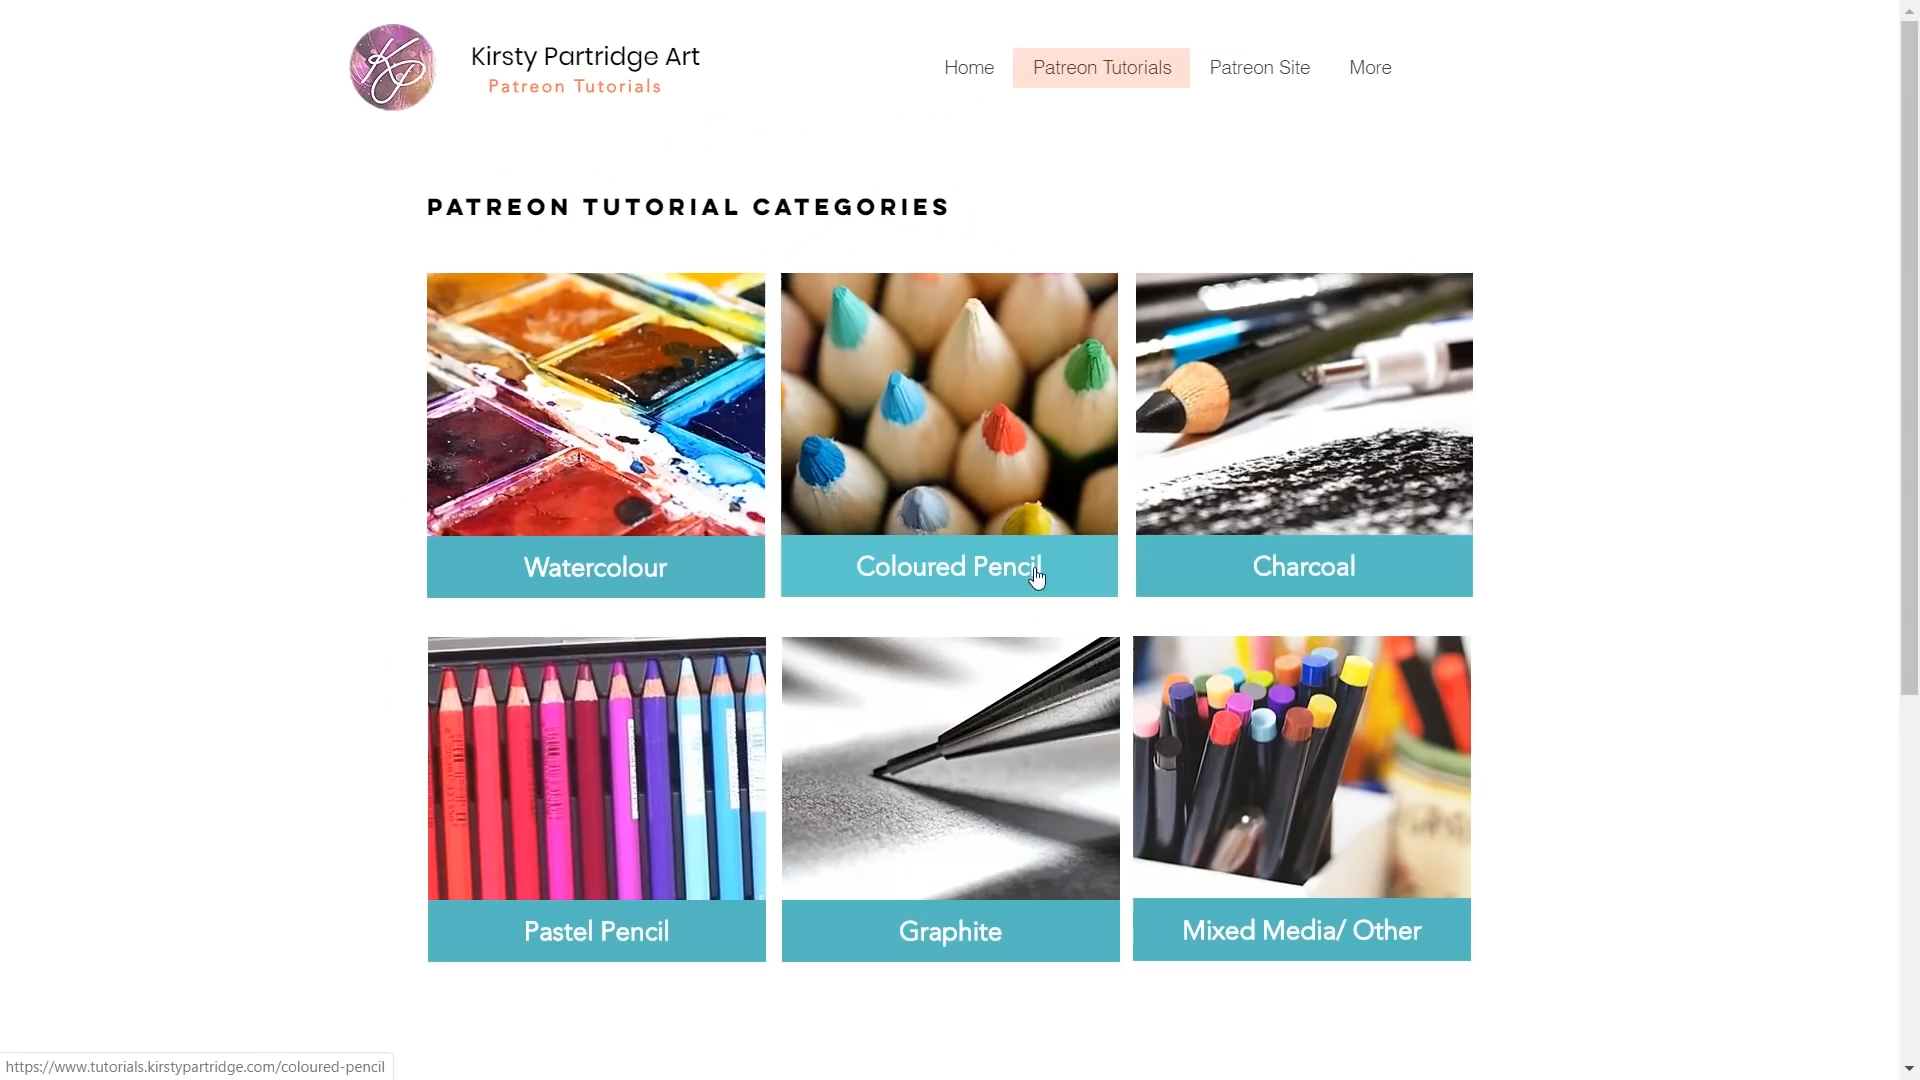 KP
Kirsty Partridge Art
Patreon Tutorials
Home
Patreon Tutorials
Patreon Site
More
PATREON TUTORIAL CATEGORIES
Watercolour
Coloured Pencil
Charcoal
Pastel Pencil
Graphite
Mixed Media/ Other
https://www.tutorials.kirstypartridge.com/coloured-pencil